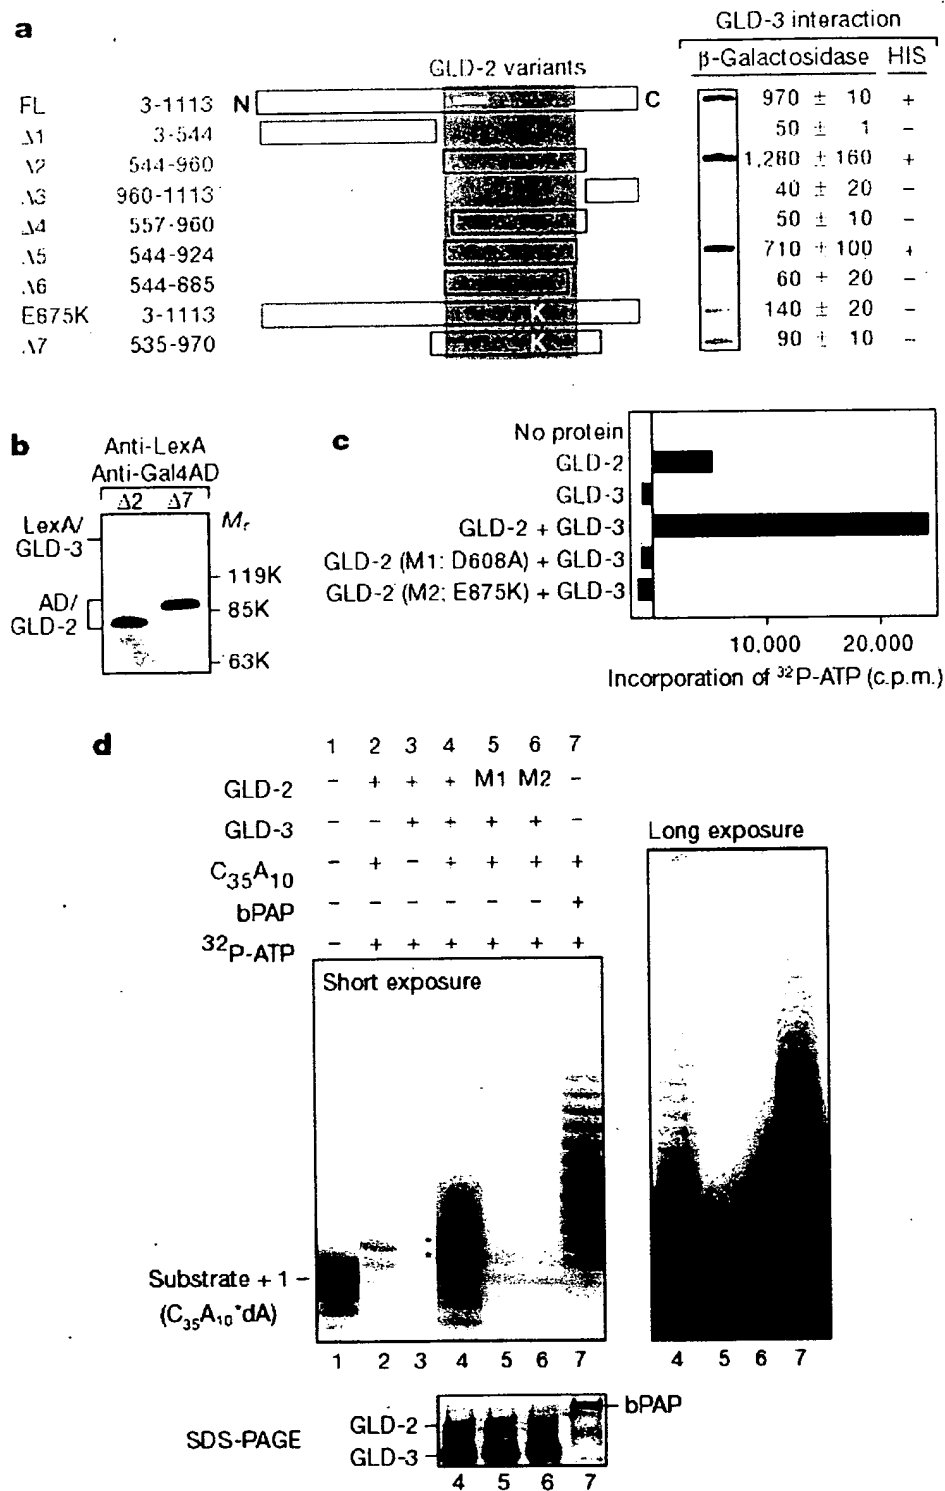 a
GLD-3 interaction
GLD-2 variants
β-Galactosidase HIS
FL 3-1113 N C 970 ± 10 +
Δ1 3-544 50 ± 1 –
Δ2 544-960 1,280 ± 160 +
Δ3 960-1113 40 ± 20 –
Δ4 557-960 50 ± 10 –
Δ5 544-924 710 ± 100 +
Δ6 544-885 60 ± 20 –
E875K 3-1113 K 140 ± 20 –
Δ7 535-970 K 90 ± 10 –
b
Anti-LexA
Anti-Gal4AD
Δ2 Δ7
LexA/
GLD-3
Mr
119K
AD/
GLD-2
85K
63K
c
No protein
GLD-2
GLD-3
GLD-2 + GLD-3
GLD-2 (M1: D608A) + GLD-3
GLD-2 (M2: E875K) + GLD-3
10,000 20,000
Incorporation of ³²P-ATP (c.p.m.)
d
1 2 3 4 5 6 7
GLD-2 – + + + M1 M2 –
GLD-3 – – + + + + –
C₃₅A₁₀ – + – + + + +
bPAP – – – – – – +
³²P-ATP – + + + + + +
Short exposure
Long exposure
* *
Substrate + 1 –
(C₃₅A₁₀*dA)
1 2 3 4 5 6 7
4 5 6 7
SDS-PAGE
GLD-2
GLD-3
bPAP
4 5 6 7